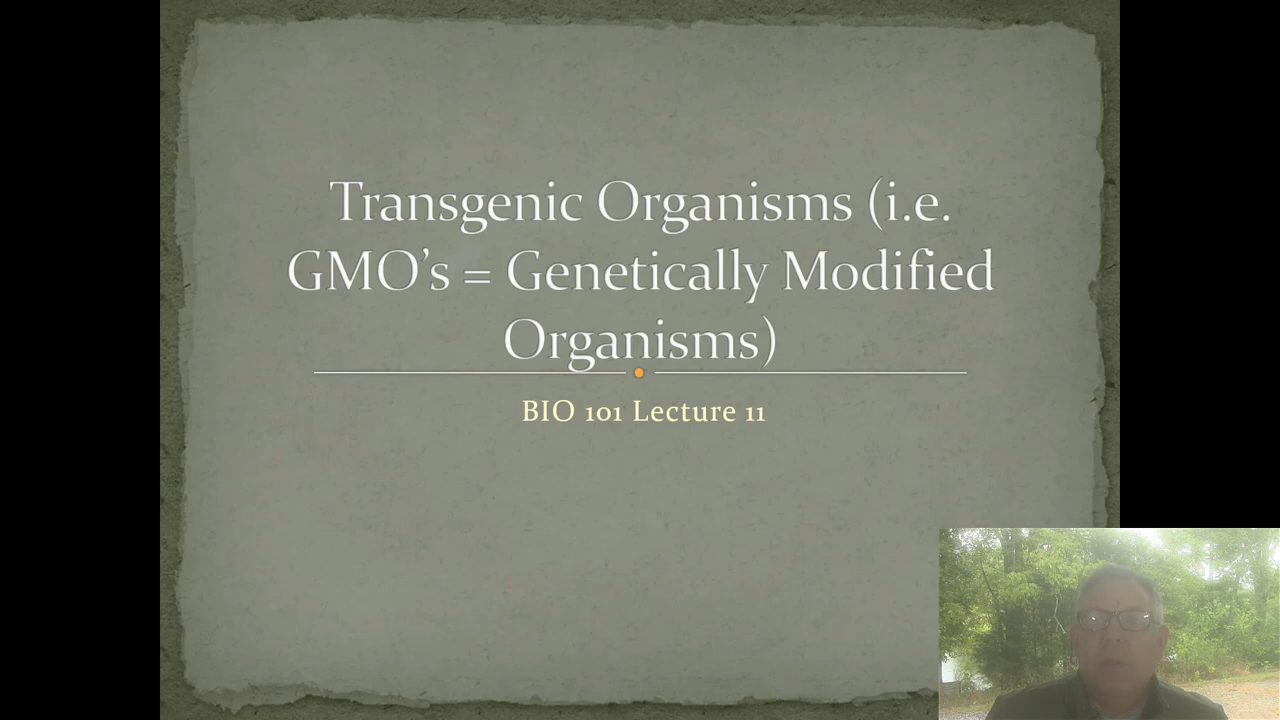 Transgenic Organisms (i.e.
GMO’s = Genetically Modified
Organisms)
BIO 101 Lecture 11